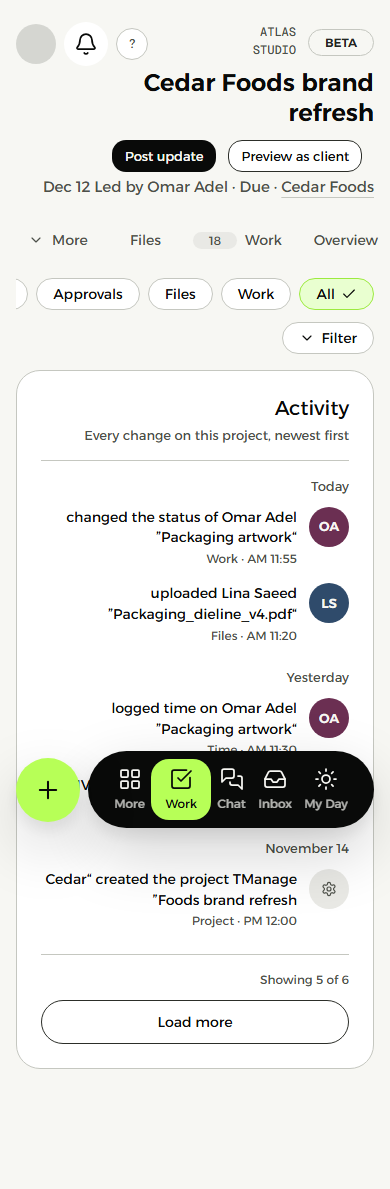 ATLAS
STUDIO
BETA
?
Cedar Foods brand
refresh
Post update
Preview as client
Dec 12 Led by Omar Adel · Due · Cedar Foods
Overview
Work 18
Files
More
All
Work
Files
Approvals
Filter
Activity
Every change on this project, newest first
Today
OA
changed the status of Omar Adel
"Packaging artwork"
Work · AM 11:55
LS
uploaded Lina Saeed
"Packaging_dieline_v4.pdf"
Files · AM 11:20
Yesterday
OA
logged time on Omar Adel
"Packaging artwork"
Time · AM 11:30
More
Work
Chat
Inbox
My Day
November 14
Cedar" created the project TManage
"Foods brand refresh
Project · PM 12:00
Showing 5 of 6
Load more